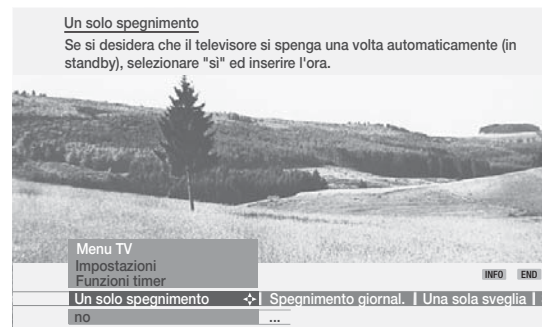 Un solo spegnimento
Se si desidera che il televisore si spenga una volta automaticamente (in
standby), selezionare "sì" ed inserire l'ora.
Menu TV
Impostazioni
Funzioni timer
INFO END
Un solo spegnimento Spegnimento giornal. Una sola sveglia
no ...